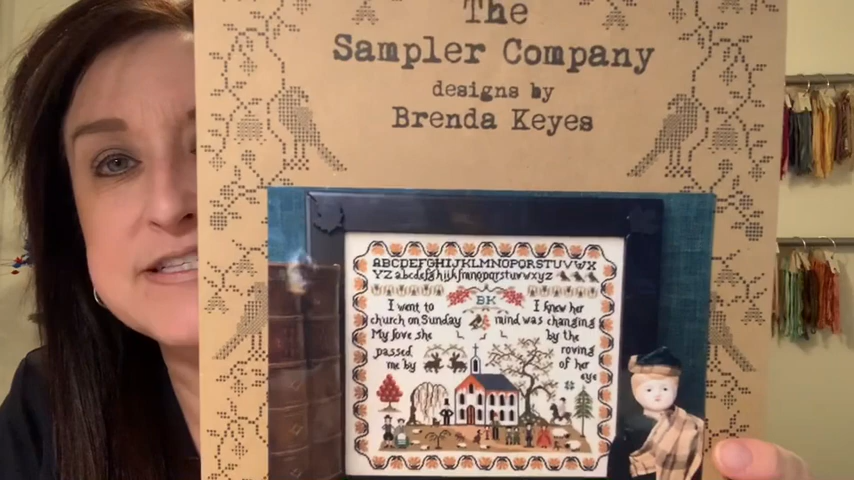 The
Sampler Company
designs by
Brenda Keyes
ABCDEFGHIJKLMNOPQRSTUVWX
YZ abcdefghijklmnopqrstuvwxyz
BK
I went to
church on Sunday
My love she
passed
me by
I knew her
mind was changing
by the
roving
of her
eye